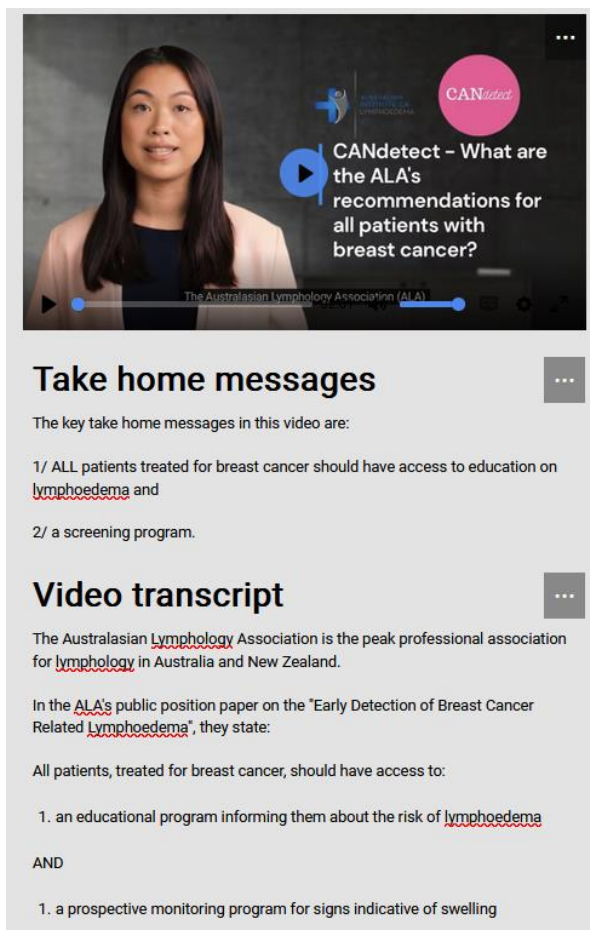 ...
CANdetect
AUSTRALIAN
INSTITUTE OF
LYMPHOEDEMA
CANdetect – What are
the ALA's
recommendations for
all patients with
breast cancer?
The Australasian Lymphology Association (ALA)
Take home messages
...
The key take home messages in this video are:
1/ ALL patients treated for breast cancer should have access to education on
lymphoedema and
2/ a screening program.
Video transcript
...
The Australasian Lymphology Association is the peak professional association
for lymphology in Australia and New Zealand.
In the ALA's public position paper on the "Early Detection of Breast Cancer
Related Lymphoedema", they state:
All patients, treated for breast cancer, should have access to:
1. an educational program informing them about the risk of lymphoedema
AND
1. a prospective monitoring program for signs indicative of swelling